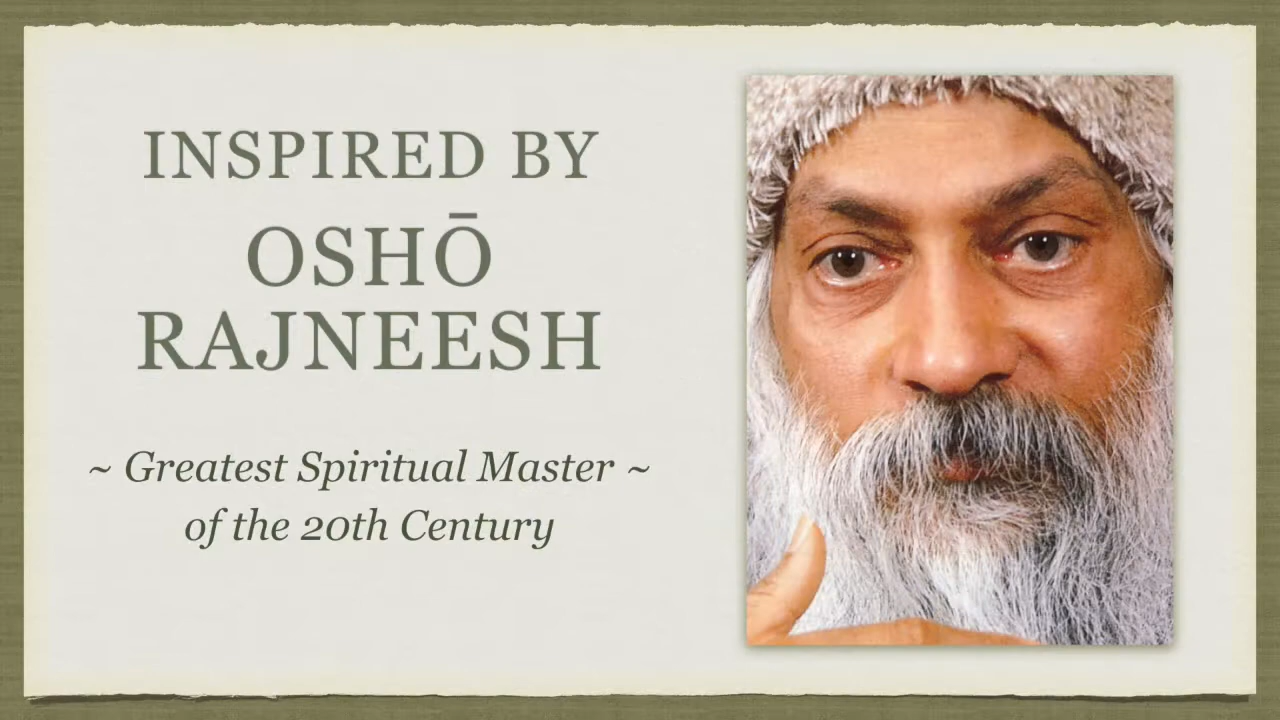 INSPIRED BY
OSHŌ
RAJNEESH
~ Greatest Spiritual Master ~
of the 20th Century